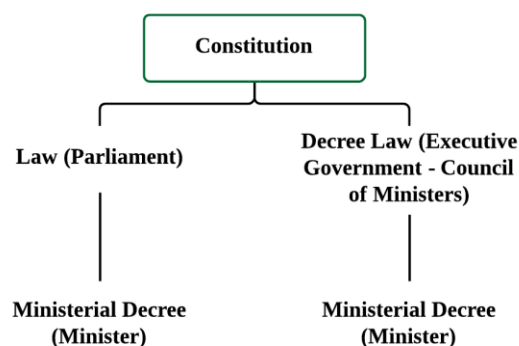 Constitution
Law (Parliament)
Decree Law (Executive
Government - Council
of Ministers)
Ministerial Decree
(Minister)
Ministerial Decree
(Minister)